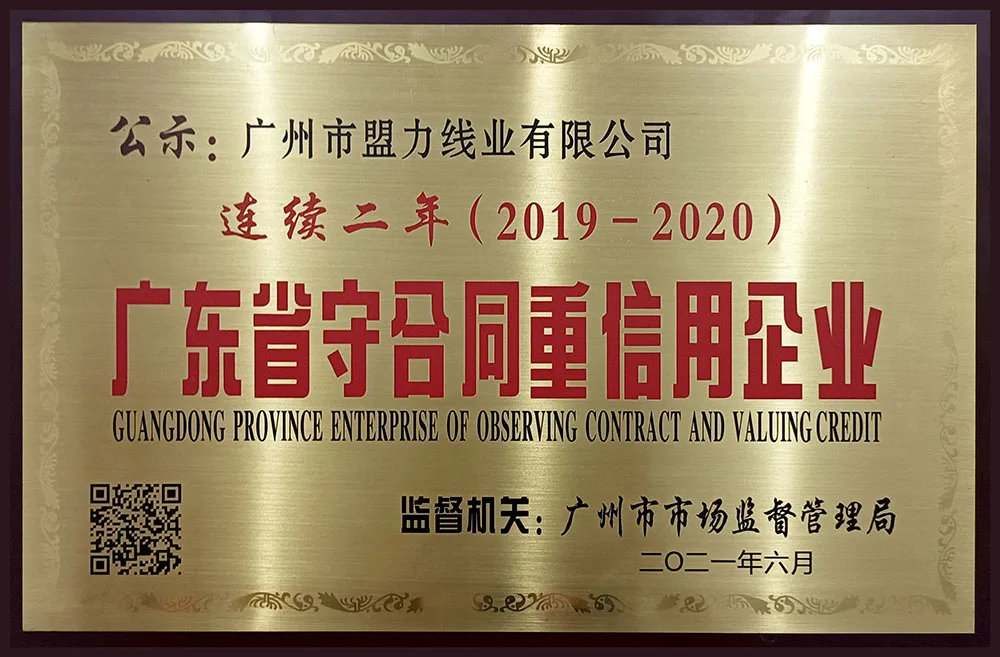 公示：广州市盟力线业有限公司
连续二年（2019－2020）
广东省守合同重信用企业
GUANGDONG PROVINCE ENTERPRISE OF OBSERVING CONTRACT AND VALUING CREDIT
监督机关：广州市市场监督管理局
二〇二一年六月